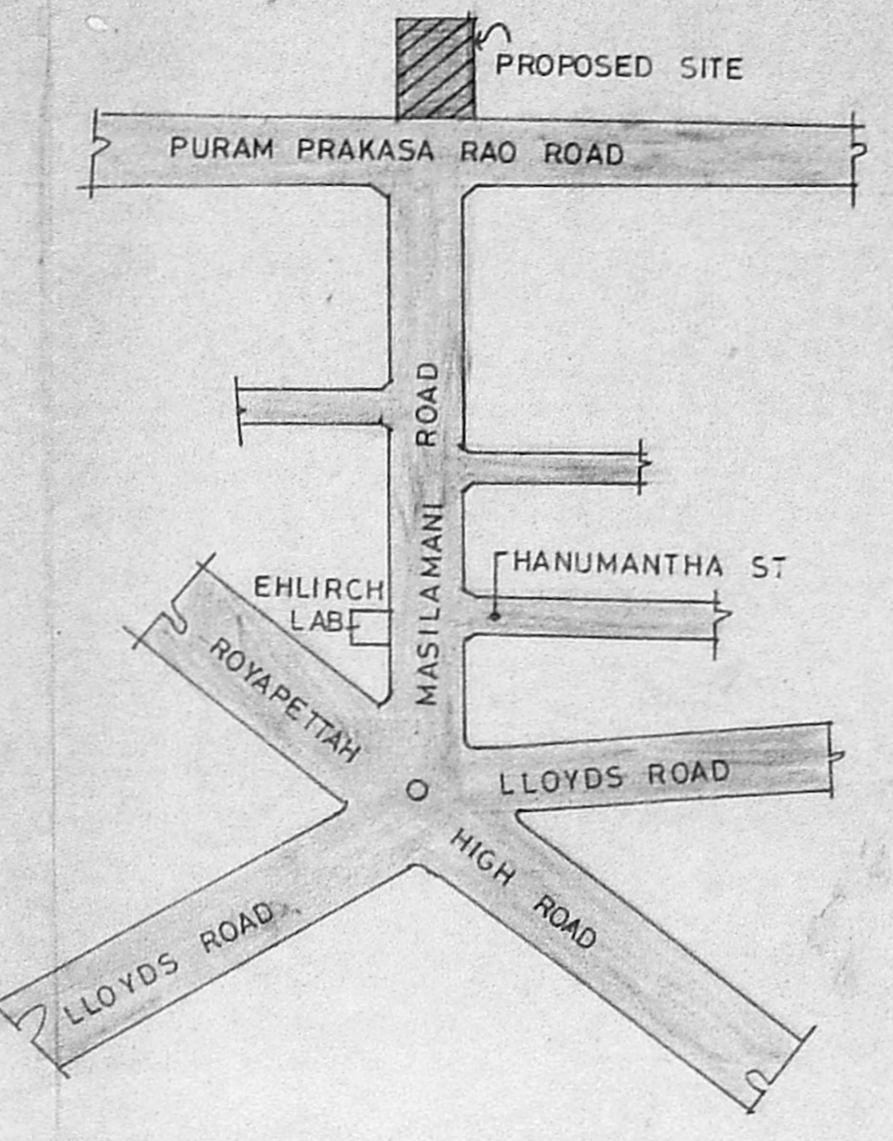 PROPOSED SITE
PURAM PRAKASA RAO ROAD
MASILAMANI ROAD
HANUMANTHA ST
EHLIRCH
LAB
ROYAPETTAH
HIGH ROAD
LLOYDS ROAD
LLOYDS ROAD